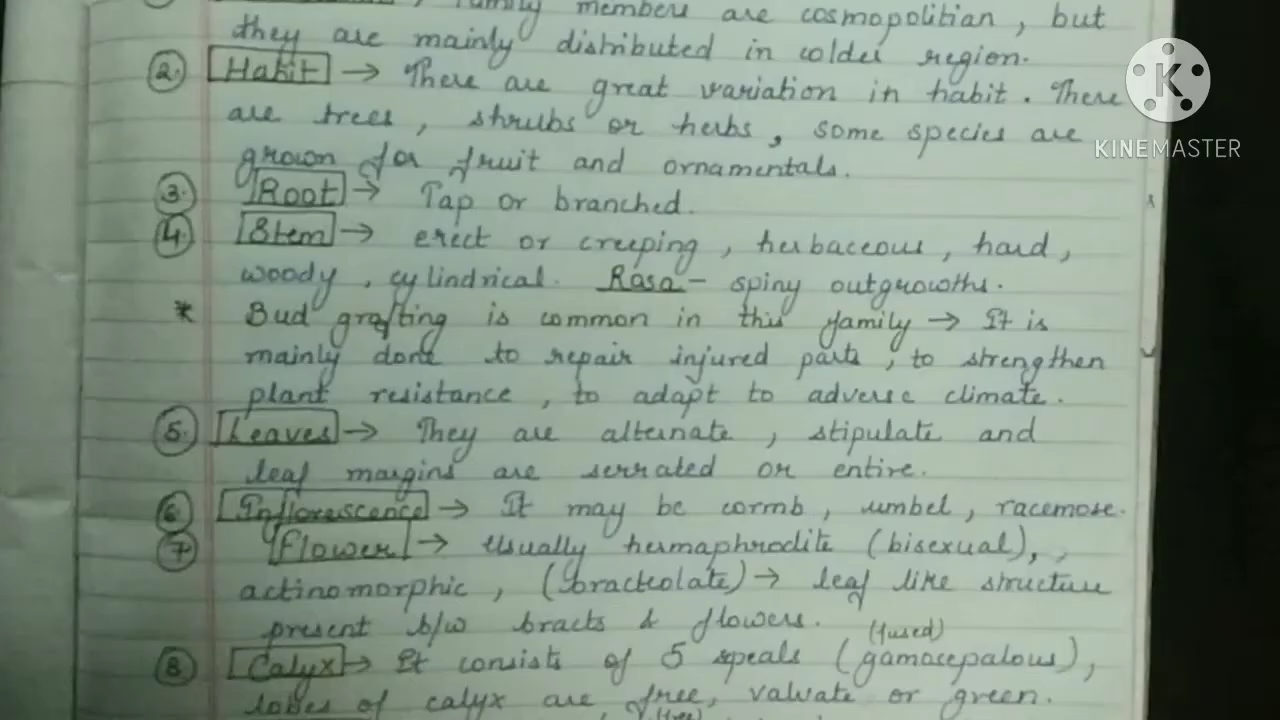 family members are cosmopolitian, but
they are mainly distributed in colder region.
2. Habit → There are great variation in habit. There
are trees, shrubs or herbs, some species are
grown for fruit and ornamentals.
3. Root → Tap or branched.
4. Stem → erect or creeping, herbaceous, hard,
woody, cylindrical. Rosa - spiny outgrowths.
* Bud grafting is common in this family → It is
mainly done to repair injured parts, to strengthen
plant resistance, to adapt to adverse climate.
5. Leaves → They are alternate, stipulate and
leaf margins are serrated or entire.
6 Inflorescence → It may be cormb, umbel, racemose.
7 Flower → Usually hermaphrodite (bisexual), ,
actinomorphic, (bracteolate) → leaf like structure
present b/w bracts & flowers.
(fused)
8 Calyx → It consists of 5 sepals (gamosepalous),
lobes of calyx are free, valvate or green.
(free)
K
KINEMASTER